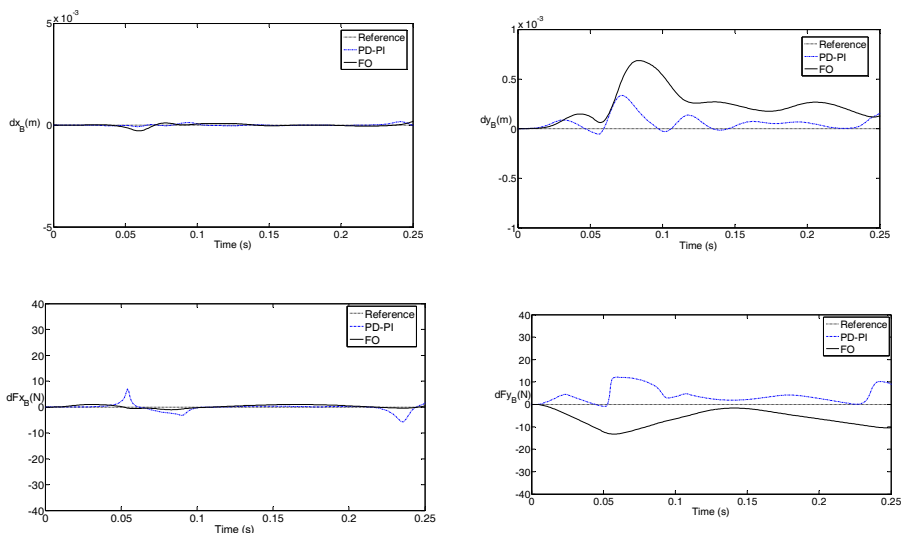 x 10⁻³
5
0
-5
dx_B(m)
Reference
PD-PI
FO
0 0.05 0.1 0.15 0.2 0.25
Time (s)
x 10⁻³
1
0.5
0
-0.5
-1
dy_B(m)
Reference
PD-PI
FO
0 0.05 0.1 0.15 0.2 0.25
Time (s)
40
30
20
10
0
-10
-20
-30
-40
dFx_B(N)
Reference
PD-PI
FO
0 0.05 0.1 0.15 0.2 0.25
Time (s)
40
30
20
10
0
-10
-20
-30
-40
dFy_B(N)
Reference
PD-PI
FO
0 0.05 0.1 0.15 0.2 0.25
Time (s)